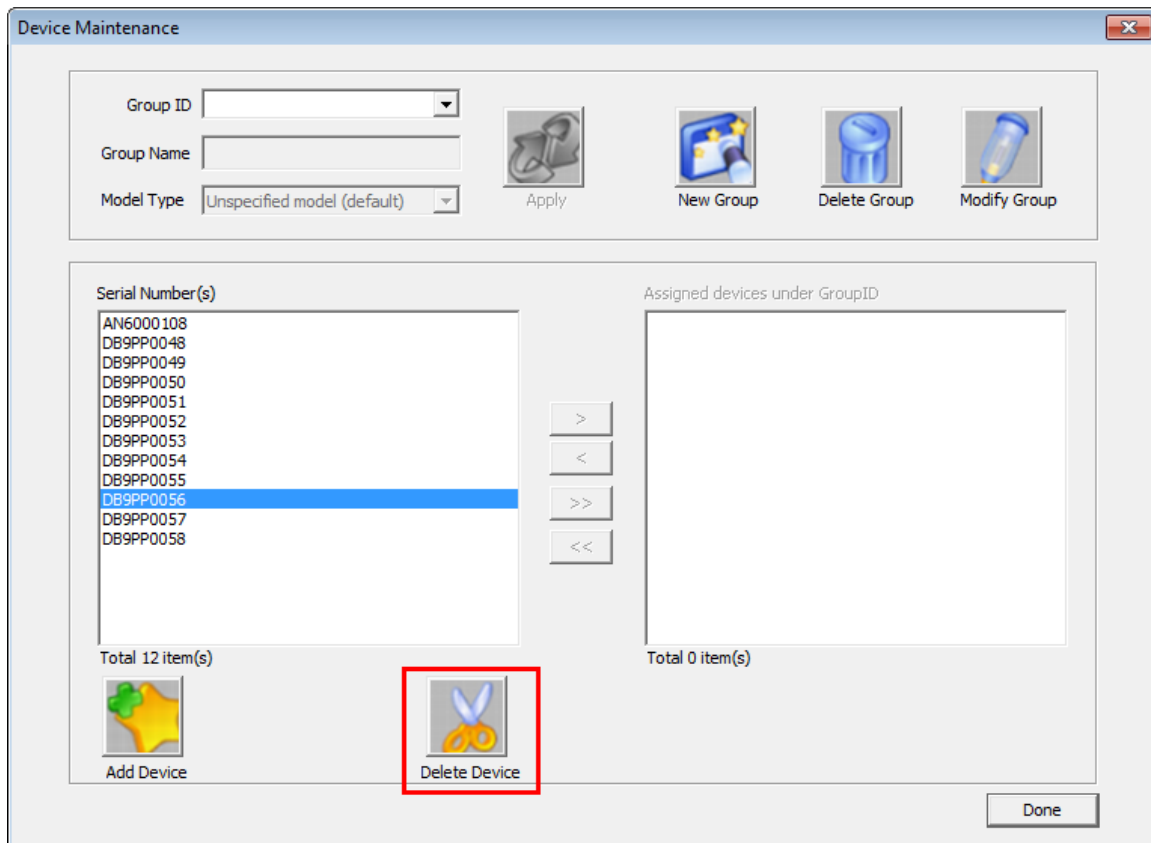 Device Maintenance
Group ID
Group Name
Model Type
Unspecified model (default)
Apply
New Group
Delete Group
Modify Group
Serial Number(s)
AN6000108
DB9PP0048
DB9PP0049
DB9PP0050
DB9PP0051
DB9PP0052
DB9PP0053
DB9PP0054
DB9PP0055
DB9PP0056
DB9PP0057
DB9PP0058
Total 12 item(s)
>
<
>>
<<
Assigned devices under GroupID
Total 0 item(s)
Add Device
Delete Device
Done